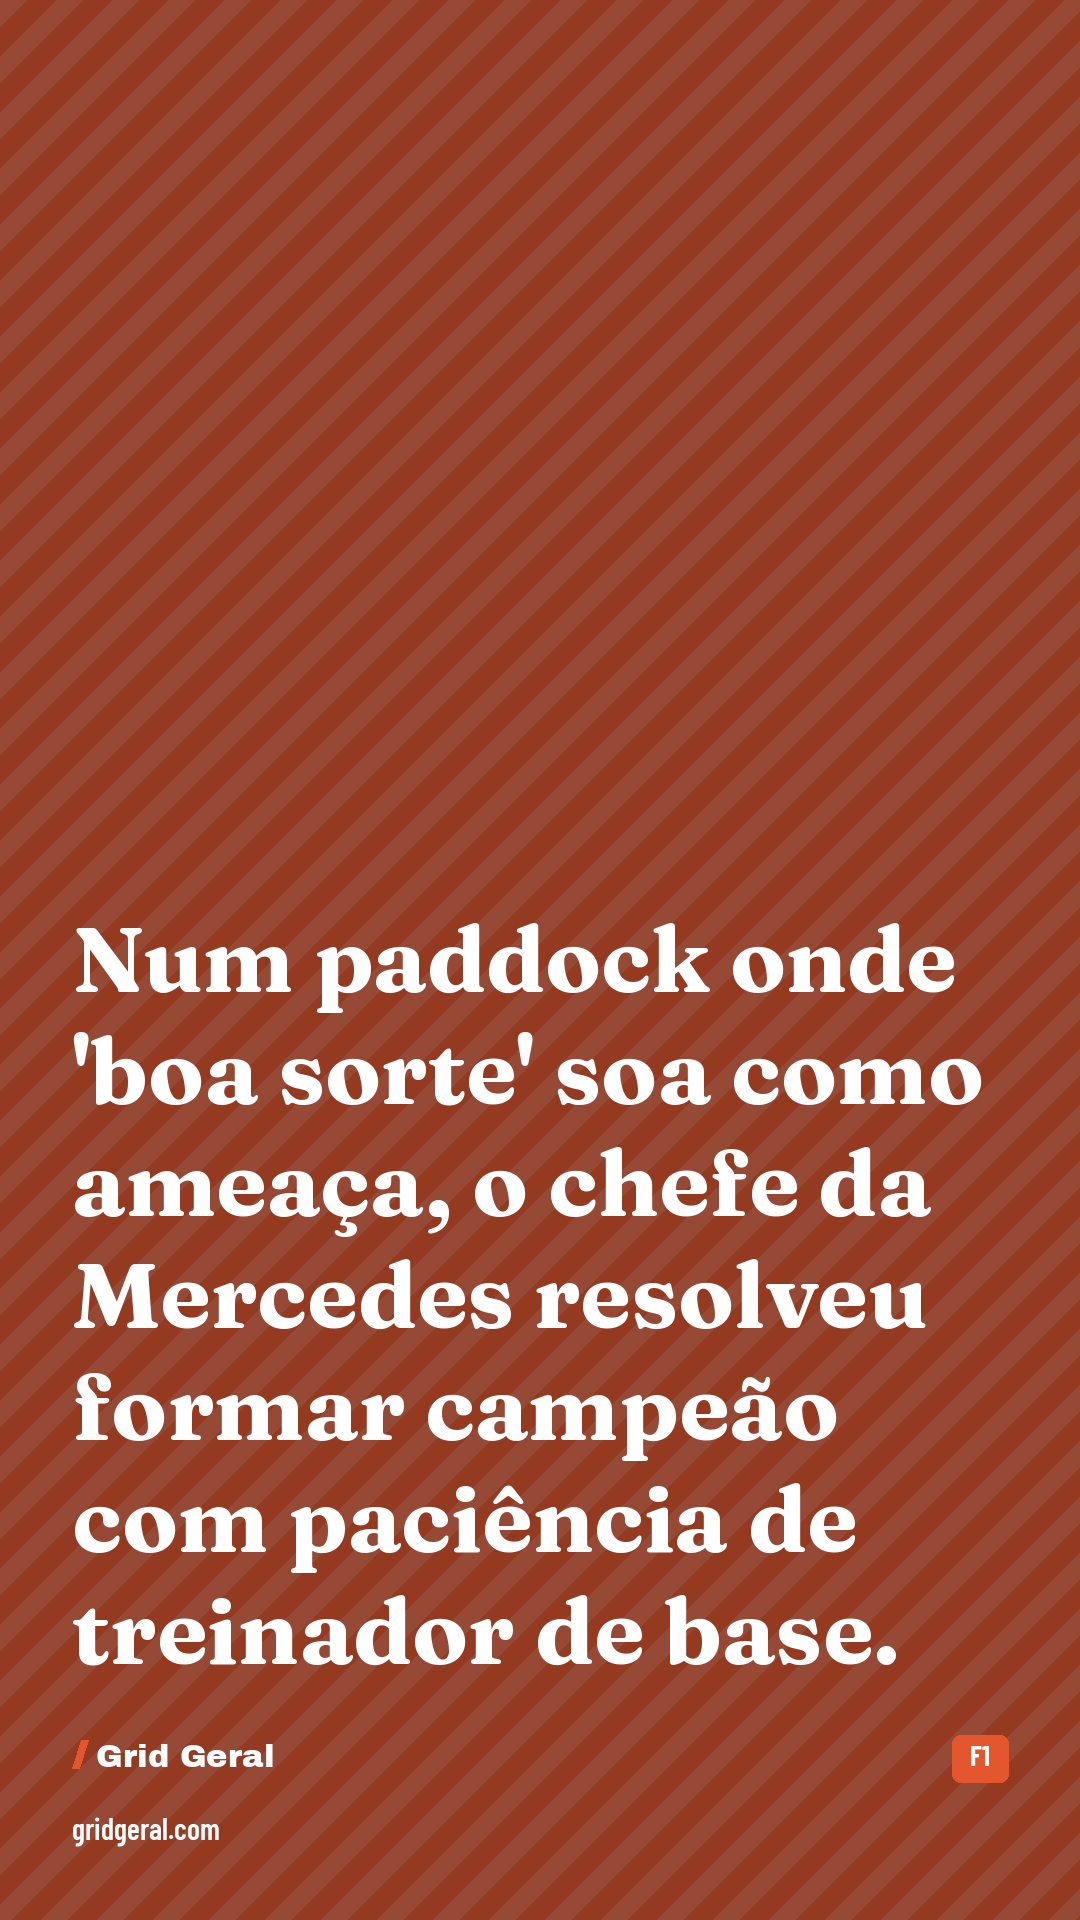 Num paddock onde
'boa sorte' soa como
ameaça, o chefe da
Mercedes resolveu
formar campeão
com paciência de
treinador de base.
/ Grid Geral
F1
gridgeral.com